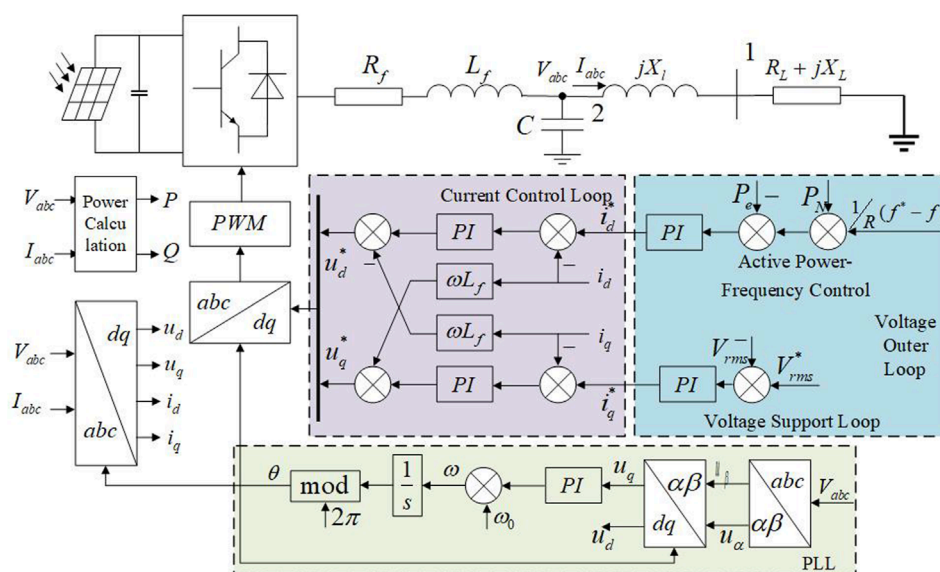 R_f
L_f
V_abc
I_abc
jX_l
1
R_L + jX_L
C
2
V_abc
I_abc
Power
Calcu
lation
P
Q
PWM
abc
dq
Current Control Loop
u_d^*
PI
i_d^*
ωL_f
i_d
ωL_f
i_q
u_q^*
PI
i_q^*
−
−
−
PI
P_e
−
P_N
1/R (f^* − f
Active Power-
Frequency Control
Voltage
Outer
Loop
PI
V_rms
−
V_rms^*
Voltage Support Loop
V_abc
I_abc
dq
abc
u_d
u_q
i_d
i_q
θ
mod
2π
1
s
ω
ω_0
PI
u_q
u_d
αβ
dq
u_α
abc
αβ
V_abc
PLL